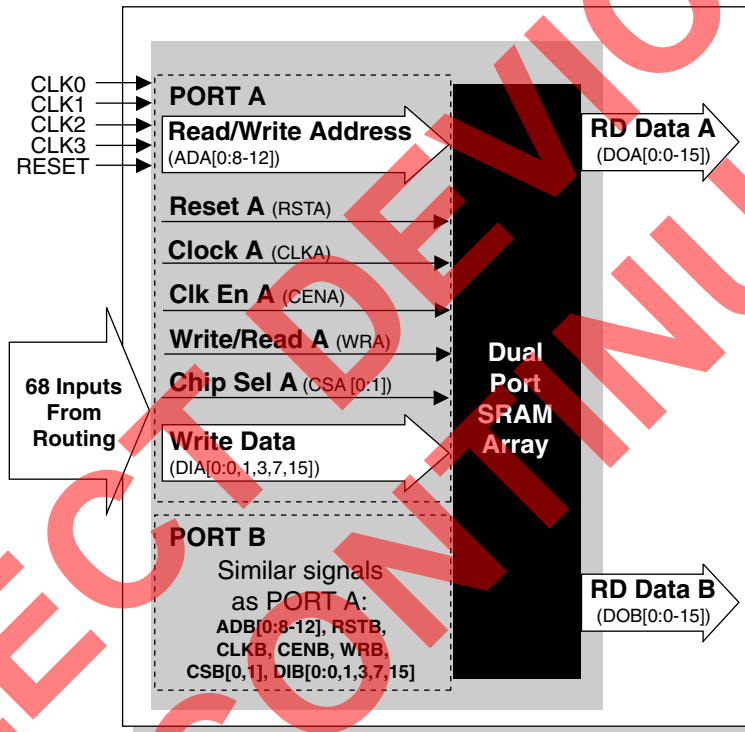 CLK0
CLK1
CLK2
CLK3
RESET
PORT A
Read/Write Address
(ADA[0:8-12])
Reset A (RSTA)
Clock A (CLKA)
Clk En A (CENA)
Write/Read A (WRA)
Chip Sel A (CSA [0:1])
Write Data
(DIA[0:0,1,3,7,15])
68 Inputs
From
Routing
PORT B
Similar signals
as PORT A:
ADB[0:8-12], RSTB,
CLKB, CENB, WRB,
CSB[0,1], DIB[0:0,1,3,7,15]
Dual
Port
SRAM
Array
RD Data A
(DOA[0:0-15])
RD Data B
(DOB[0:0-15])